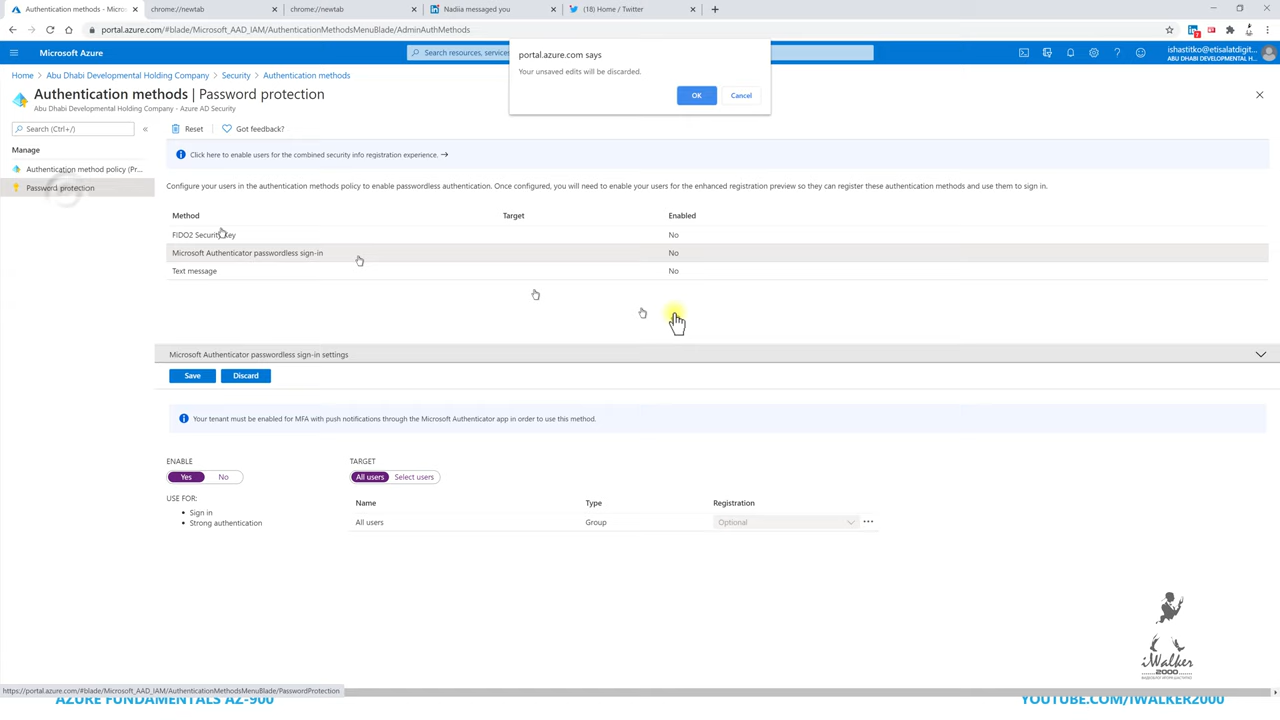 Authentication methods - Micros
chrome://newtab
chrome://newtab
Nadiia messaged you
(18) Home / Twitter
portal.azure.com/#blade/Microsoft_AAD_IAM/AuthenticationMethodsMenuBlade/AdminAuthMethods
Microsoft Azure
Search resources, services
portal.azure.com says
Your unsaved edits will be discarded.
OK
Cancel
ishastitko@etisalatdigit...
ABU DHABI DEVELOPMENTAL H...
Home > Abu Dhabi Developmental Holding Company > Security > Authentication methods
Authentication methods | Password protection
Abu Dhabi Developmental Holding Company - Azure AD Security
Search (Ctrl+/)
Reset
Got feedback?
Manage
Authentication method policy (Pr...
Password protection
Click here to enable users for the combined security info registration experience. →
Configure your users in the authentication methods policy to enable passwordless authentication. Once configured, you will need to enable your users for the enhanced registration preview so they can register these authentication methods and use them to sign in.
Method Target Enabled
FIDO2 Security Key No
Microsoft Authenticator passwordless sign-in No
Text message No
Microsoft Authenticator passwordless sign-in settings
Save
Discard
Your tenant must be enabled for MFA with push notifications through the Microsoft Authenticator app in order to use this method.
ENABLE
Yes No
TARGET
All users Select users
USE FOR:
Sign in
Strong authentication
Name Type Registration
All users Group Optional
iWalker
2000
https://portal.azure.com/#blade/Microsoft_AAD_IAM/AuthenticationMethodsMenuBlade/PasswordProtection
AZURE FUNDAMENTALS AZ-900
YOUTUBE.COM/IWALKER2000